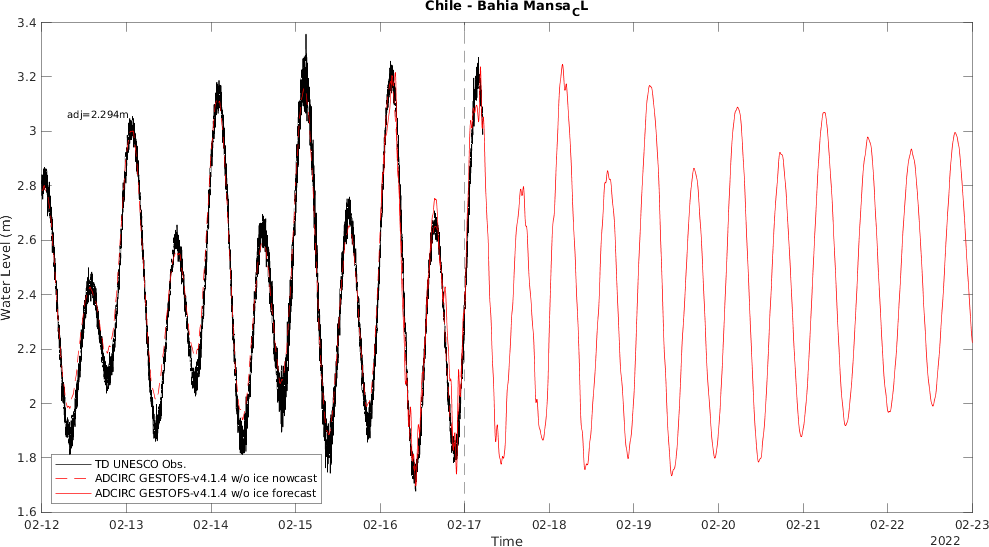 Chile - Bahia Mansa_CL
3.4
3.2
3
2.8
2.6
2.4
2.2
2
1.8
1.6
Water Level (m)
adj=2.294m
TD UNESCO Obs.
ADCIRC GESTOFS-v4.1.4 w/o ice nowcast
ADCIRC GESTOFS-v4.1.4 w/o ice forecast
02-12 02-13 02-14 02-15 02-16 02-17 02-18 02-19 02-20 02-21 02-22 02-23
Time
2022